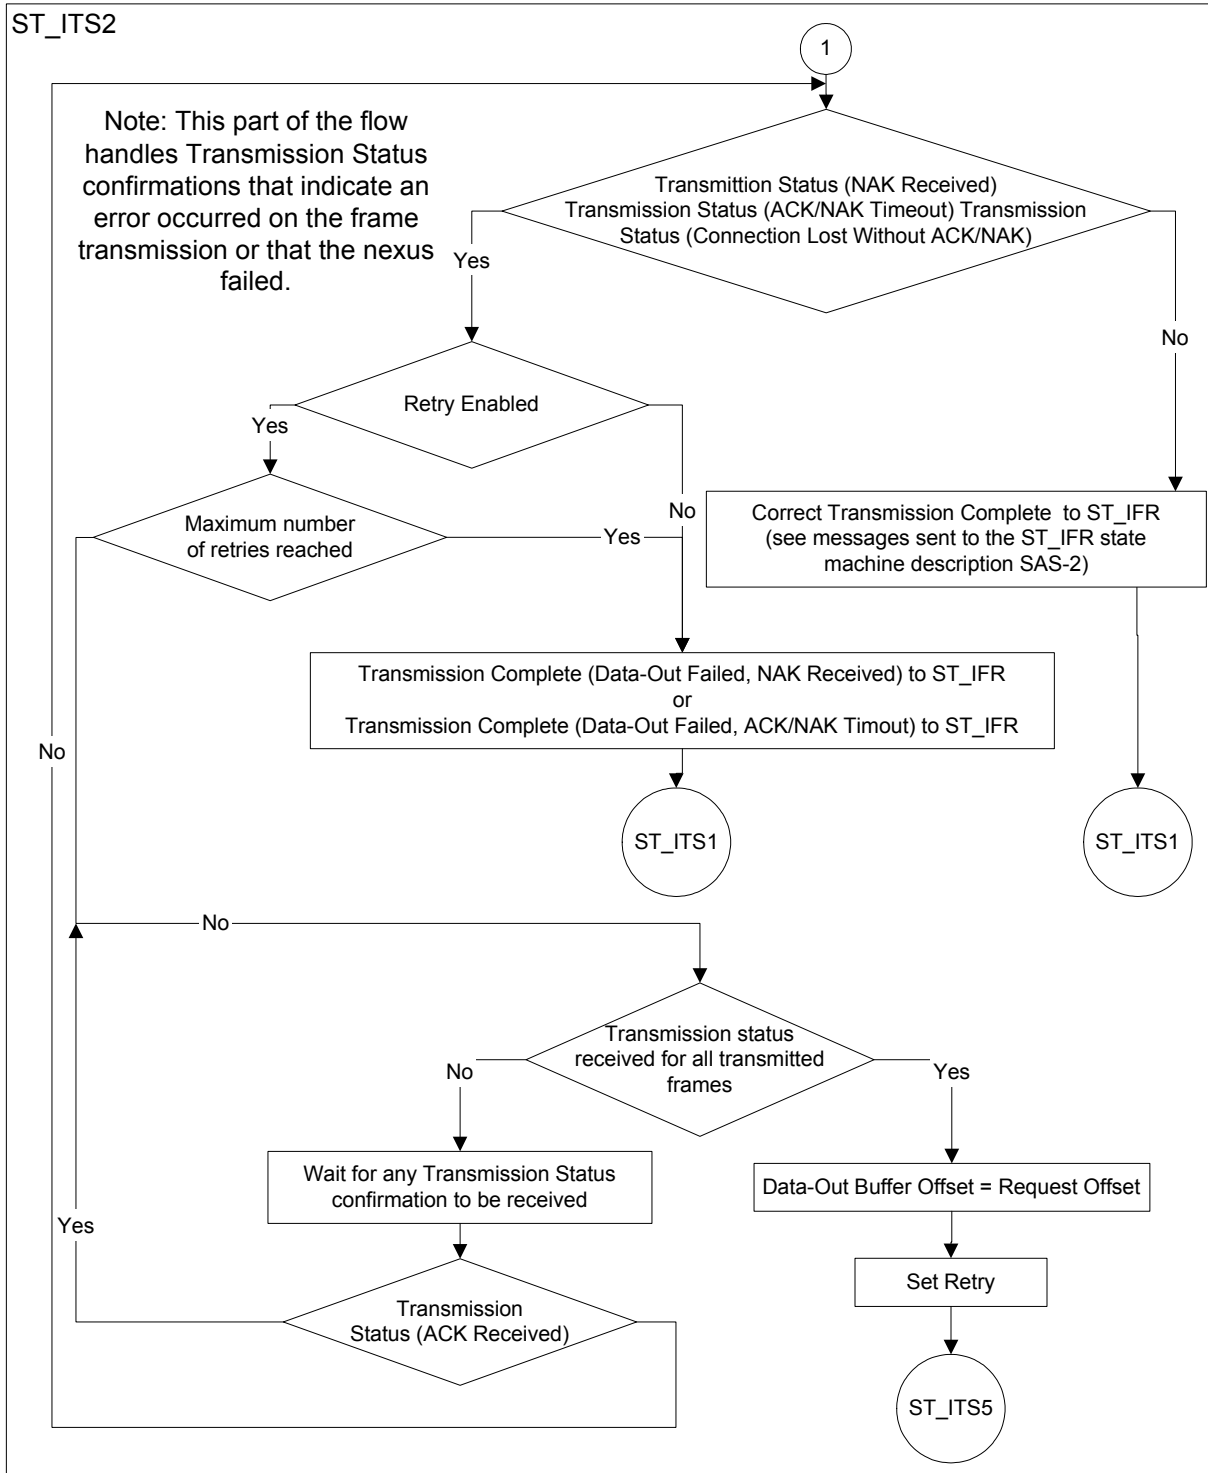 ST_ITS2
1
Note: This part of the flow
handles Transmission Status
confirmations that indicate an
error occurred on the frame
transmission or that the nexus
failed.
Transmittion Status (NAK Received)
Transmission Status (ACK/NAK Timeout) Transmission
Status (Connection Lost Without ACK/NAK)
Yes
No
Retry Enabled
Yes
No
Maximum number
of retries reached
Yes
Correct Transmission Complete to ST_IFR
(see messages sent to the ST_IFR state
machine description SAS-2)
Transmission Complete (Data-Out Failed, NAK Received) to ST_IFR
or
Transmission Complete (Data-Out Failed, ACK/NAK Timout) to ST_IFR
No
ST_ITS1
ST_ITS1
No
Transmission status
received for all transmitted
frames
No
Yes
Wait for any Transmission Status
confirmation to be received
Data-Out Buffer Offset = Request Offset
Yes
Set Retry
Transmission
Status (ACK Received)
ST_ITS5